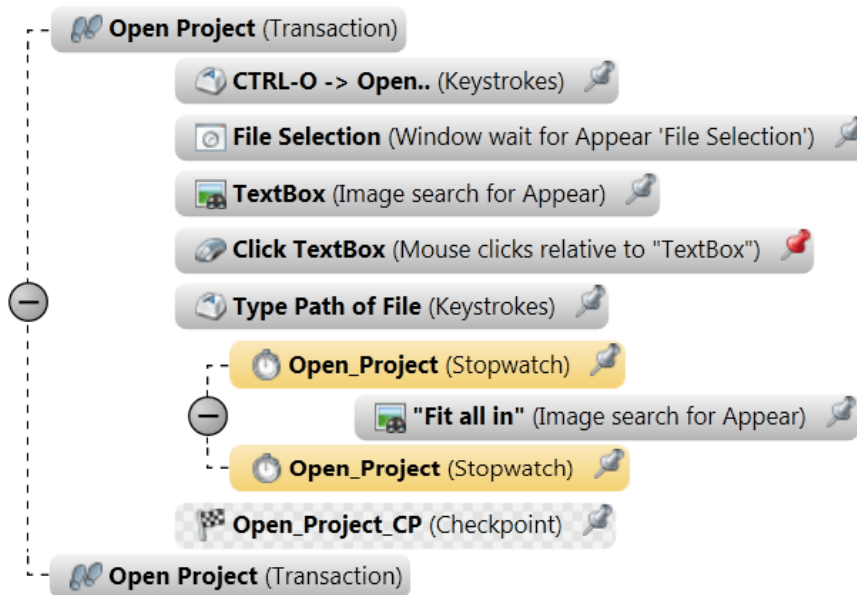 Open Project (Transaction)
CTRL-O -> Open.. (Keystrokes)
File Selection (Window wait for Appear 'File Selection')
TextBox (Image search for Appear)
Click TextBox (Mouse clicks relative to "TextBox")
Type Path of File (Keystrokes)
Open_Project (Stopwatch)
"Fit all in" (Image search for Appear)
Open_Project (Stopwatch)
Open_Project_CP (Checkpoint)
Open Project (Transaction)